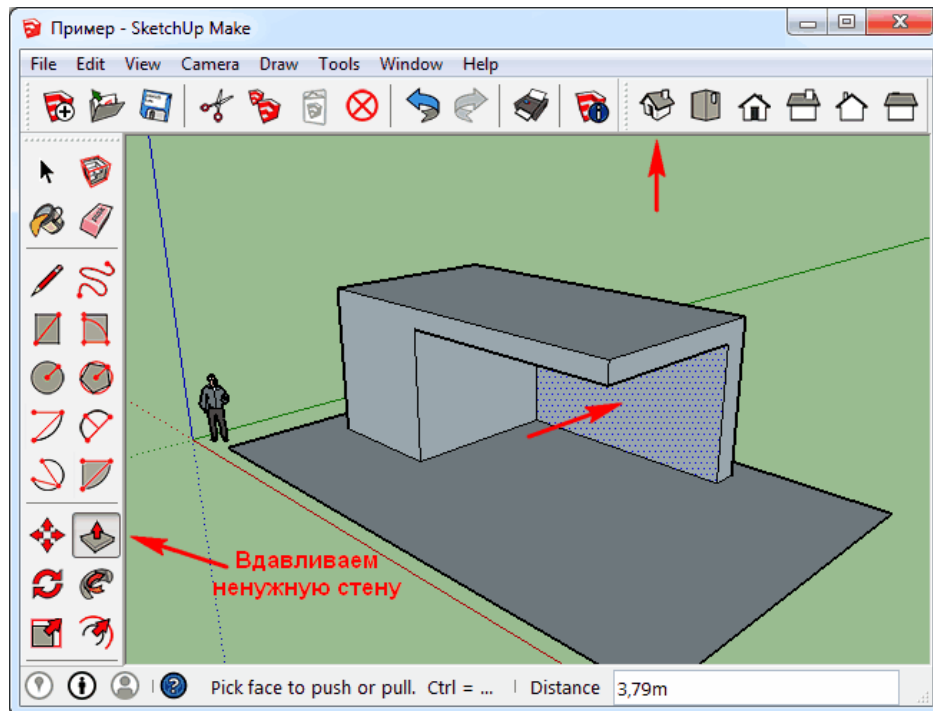 Пример - SketchUp Make
File Edit View Camera Draw Tools Window Help
Вдавливаем
ненужную стену
Pick face to push or pull. Ctrl = ... Distance 3,79m